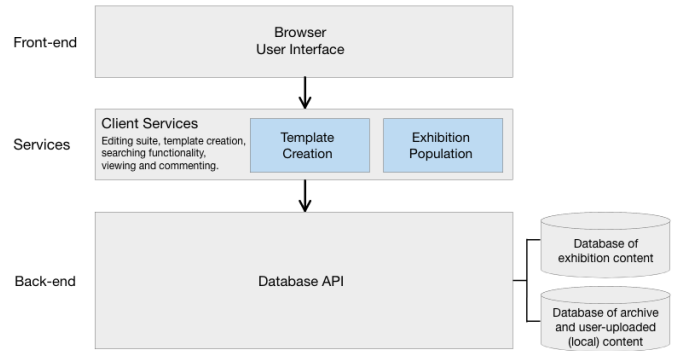 Front-end
Browser
User Interface
Services
Client Services
Editing suite, template creation,
searching functionality,
viewing and commenting.
Template
Creation
Exhibition
Population
Back-end
Database API
Database of
exhibition content
Database of archive
and user-uploaded
(local) content